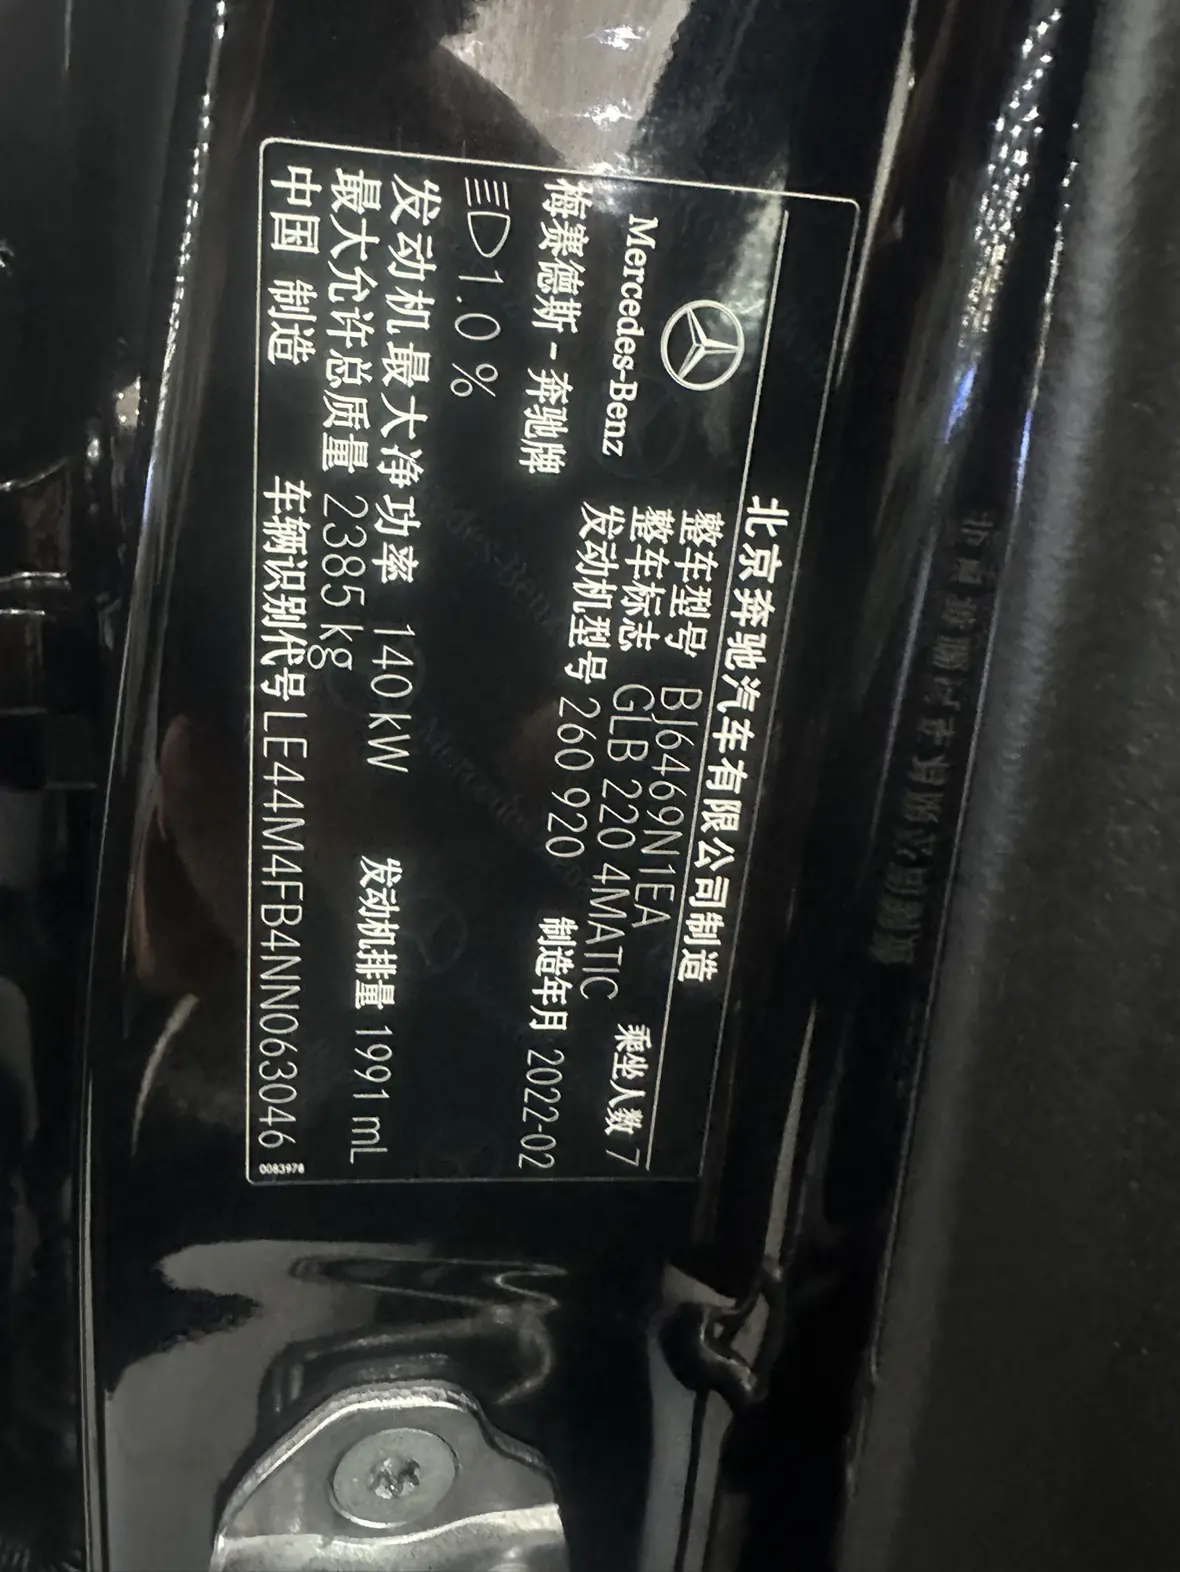 北京奔驰汽车有限公司制造
Mercedes-Benz
整车型号 BJ6469N1EA
整车标志 GLB 220 4MATIC 乘坐人数 7
梅赛德斯-奔驰牌 发动机型号 260 920 制造年月 2022-02
1.0 %
发动机最大净功率 140 kW 发动机排量 1991 mL
最大允许总质量 2385 kg
中国 制造 车辆识别代号 LE44M4FB4NN063046
0083978